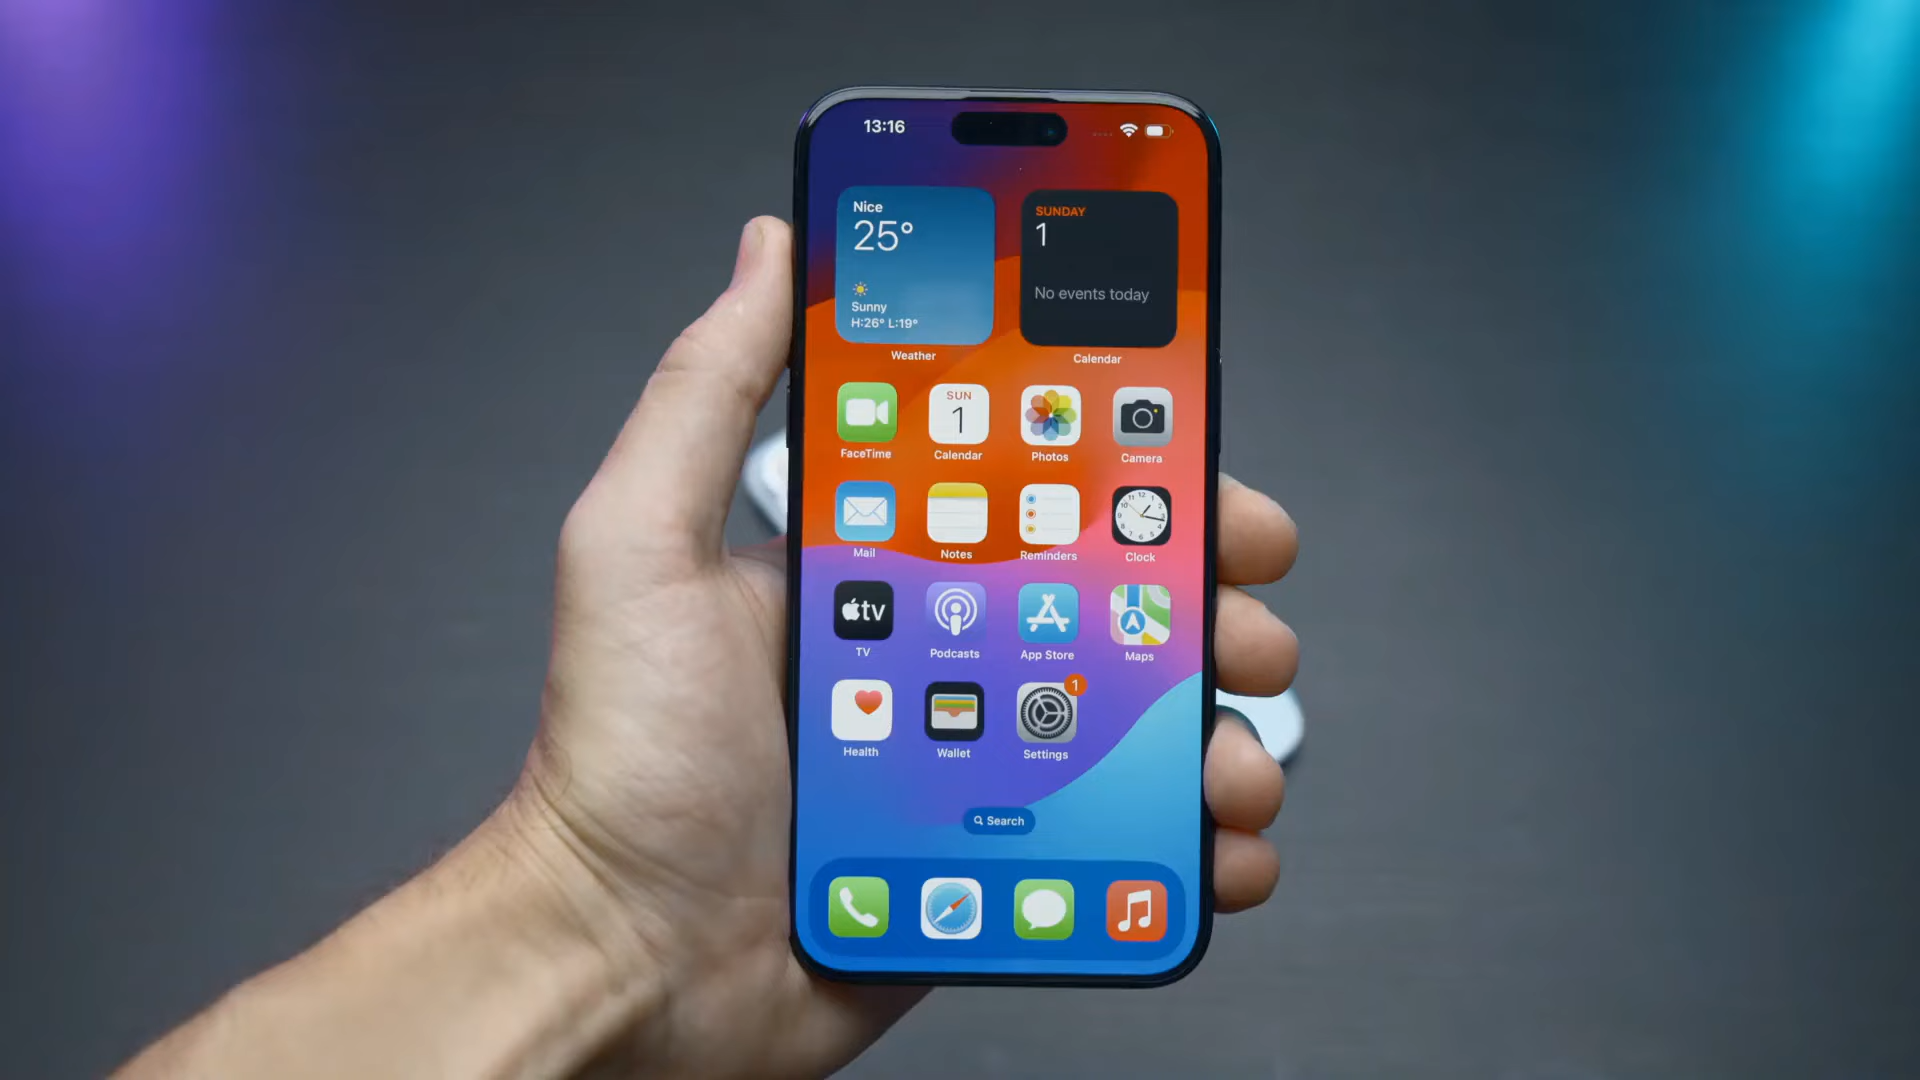 13:16
Nice
25°
Sunny
H:26° L:19°
Weather
SUNDAY
1
No events today
Calendar
FaceTime
SUN
1
Calendar
Photos
Camera
Mail
Notes
Reminders
Clock
tv
TV
Podcasts
App Store
Maps
Health
Wallet
1
Settings
Search